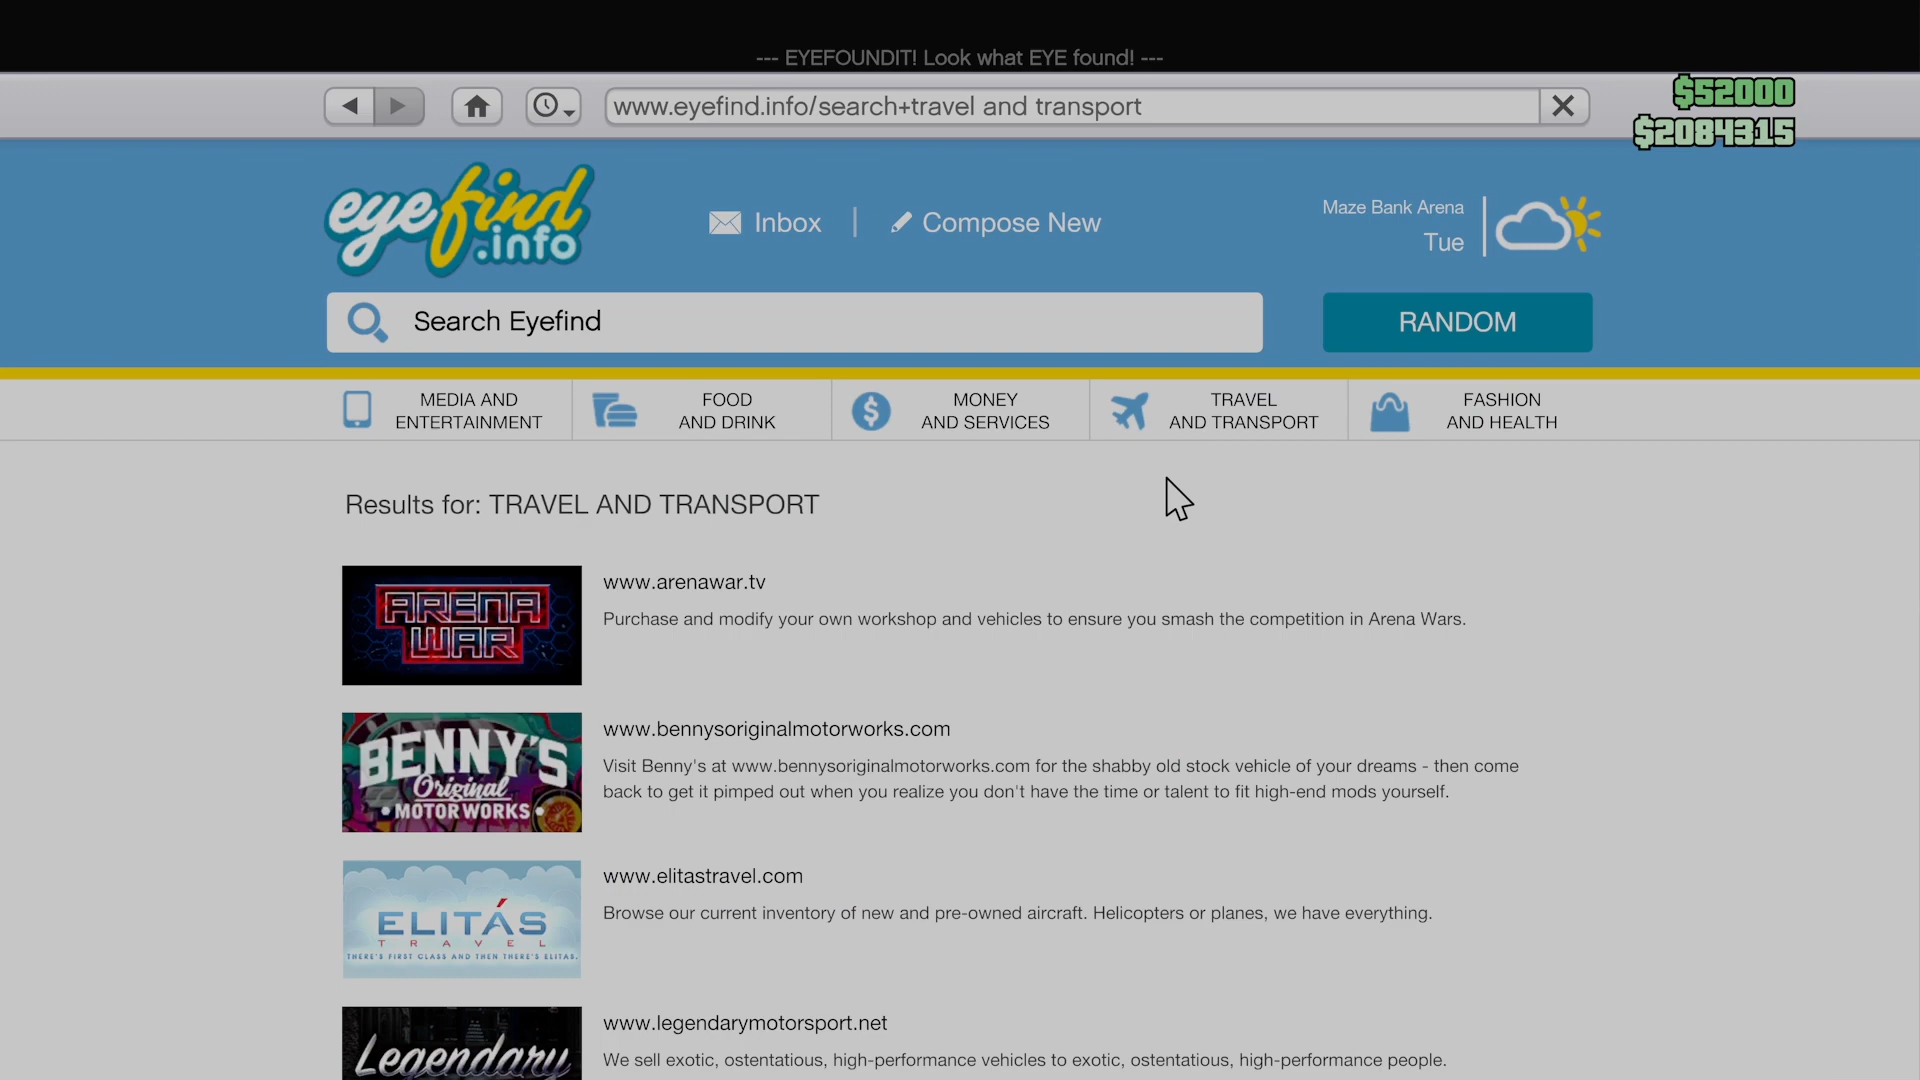 --- EYEFOUNDIT! Look what EYE found! ---
www.eyefind.info/search+travel and transport
$52000
$2084315
eyefind
.info
Inbox
Compose New
Maze Bank Arena
Tue
Search Eyefind
RANDOM
MEDIA AND
ENTERTAINMENT
FOOD
AND DRINK
MONEY
AND SERVICES
TRAVEL
AND TRANSPORT
FASHION
AND HEALTH
Results for: TRAVEL AND TRANSPORT
ARENA
WAR
www.arenawar.tv
Purchase and modify your own workshop and vehicles to ensure you smash the competition in Arena Wars.
BENNY'S
Original
• MOTOR WORKS •
www.bennysoriginalmotorworks.com
Visit Benny's at www.bennysoriginalmotorworks.com for the shabby old stock vehicle of your dreams - then come
back to get it pimped out when you realize you don't have the time or talent to fit high-end mods yourself.
ELITÁS
TRAVEL
THERE'S FIRST CLASS AND THEN THERE'S ELITAS.
www.elitastravel.com
Browse our current inventory of new and pre-owned aircraft. Helicopters or planes, we have everything.
Legendary
www.legendarymotorsport.net
We sell exotic, ostentatious, high-performance vehicles to exotic, ostentatious, high-performance people.